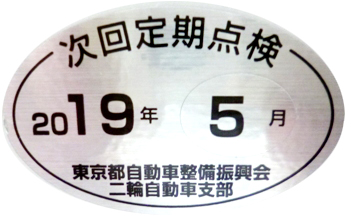 次回定期点検
2019年 5月
東京都自動車整備振興会
二輪自動車支部